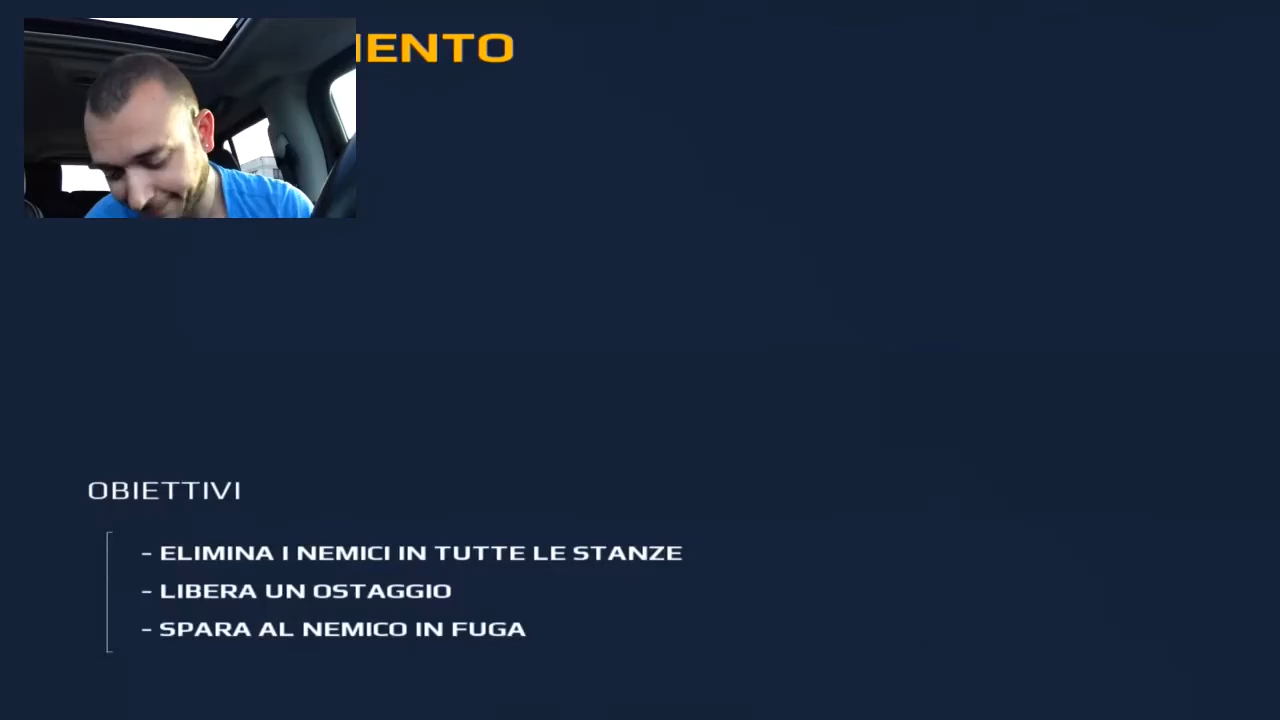 IENTO
OBIETTIVI
- ELIMINA I NEMICI IN TUTTE LE STANZE
- LIBERA UN OSTAGGIO
- SPARA AL NEMICO IN FUGA